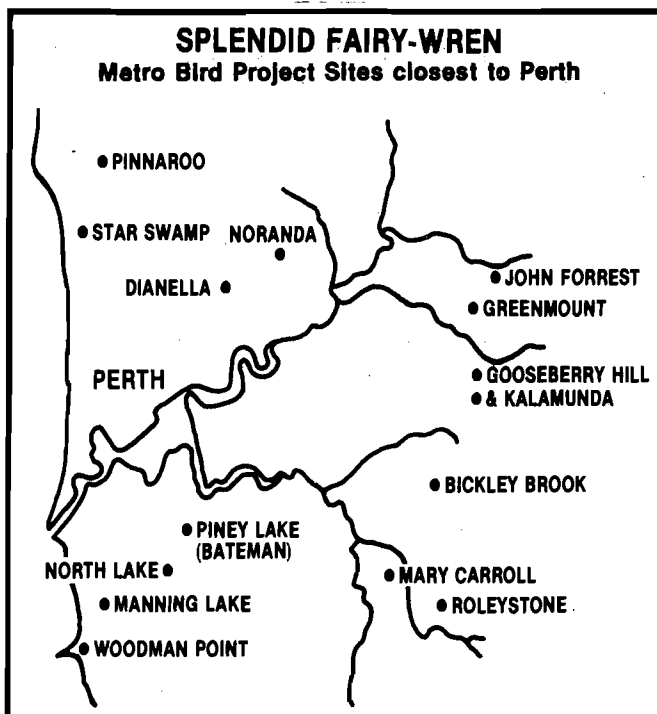 SPLENDID FAIRY-WREN
Metro Bird Project Sites closest to Perth
PINNAROO
STAR SWAMP
NORANDA
DIANELLA
JOHN FORREST
GREENMOUNT
PERTH
GOOSEBERRY HILL
& KALAMUNDA
BICKLEY BROOK
PINEY LAKE
(BATEMAN)
NORTH LAKE
MARY CARROLL
MANNING LAKE
ROLEYSTONE
WOODMAN POINT